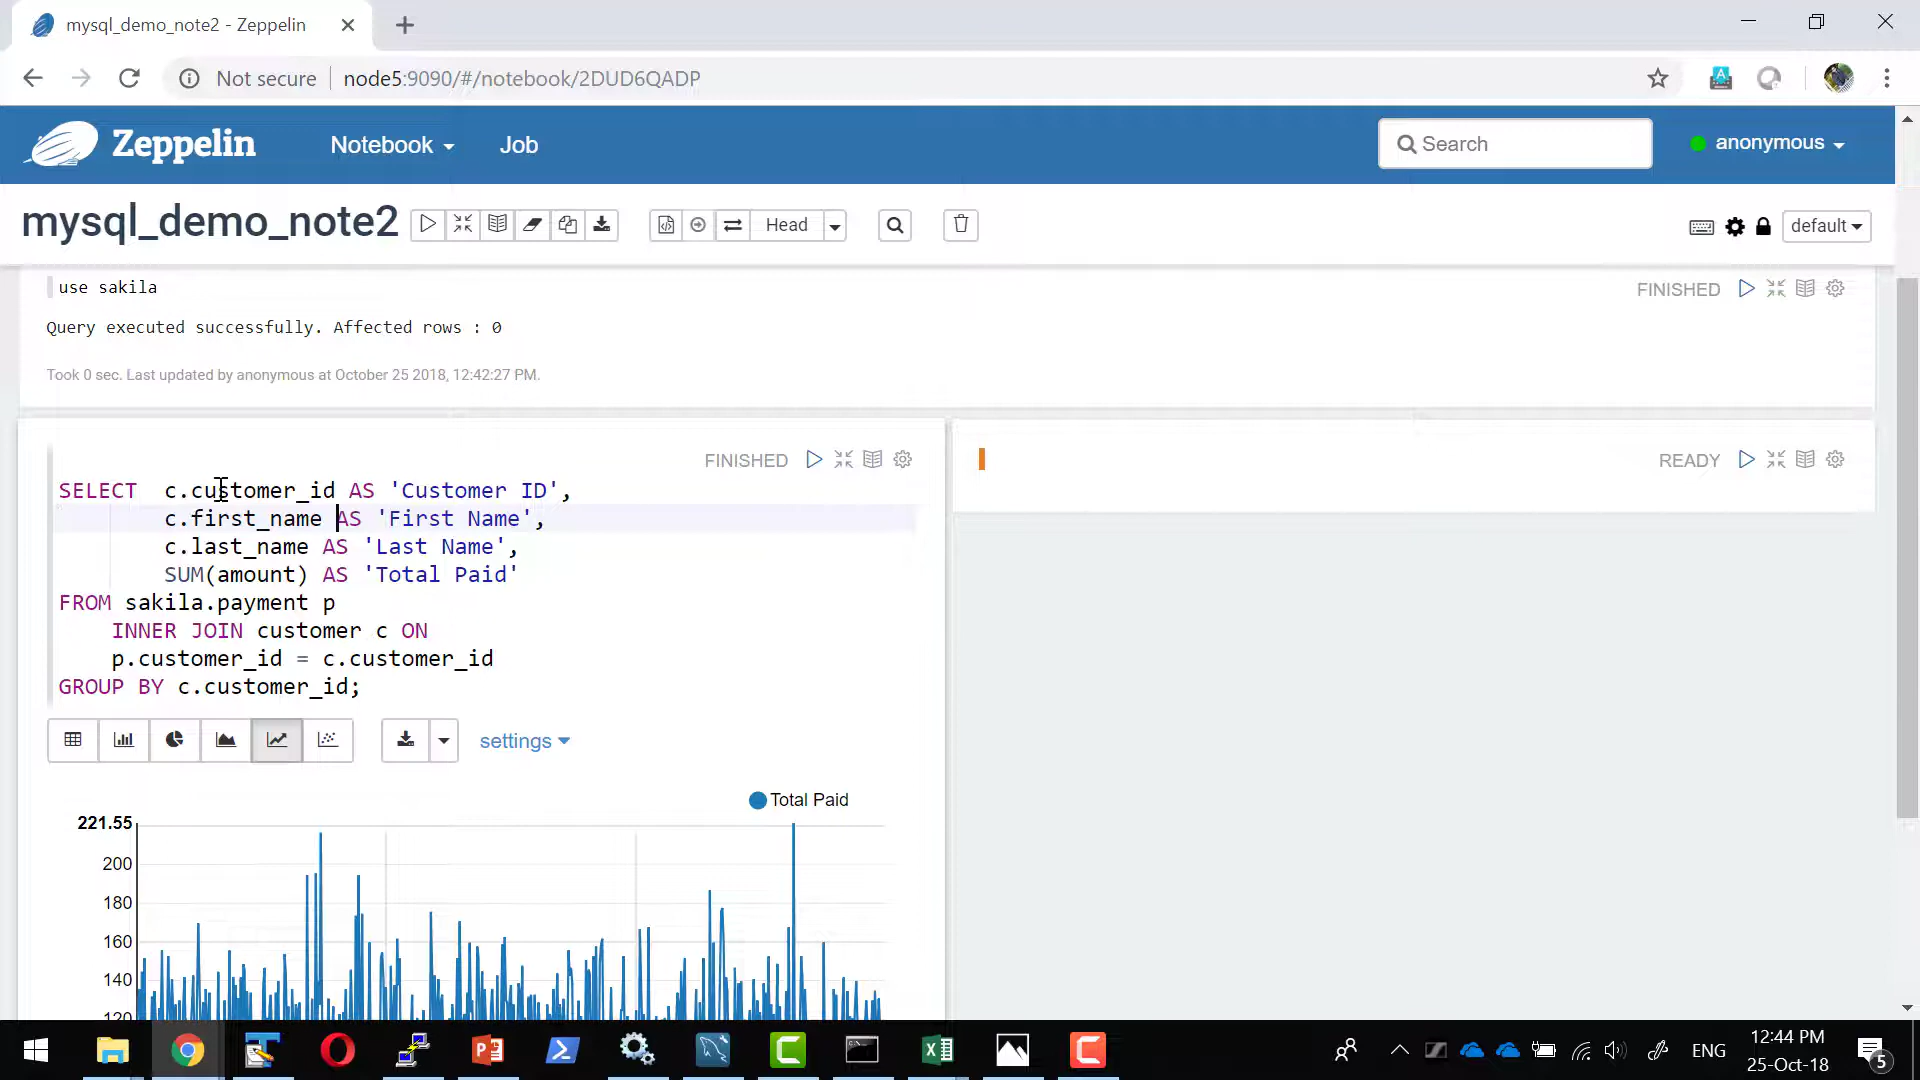 mysql_demo_note2 - Zeppelin
Not secure node5:9090/#/notebook/2DUD6QADP
Zeppelin Notebook Job Search anonymous
mysql_demo_note2 Head default
use sakila FINISHED
Query executed successfully. Affected rows : 0
Took 0 sec. Last updated by anonymous at October 25 2018, 12:42:27 PM.
FINISHED
READY
SELECT c.customer_id AS 'Customer ID',
c.first_name AS 'First Name',
c.last_name AS 'Last Name',
SUM(amount) AS 'Total Paid'
FROM sakila.payment p
INNER JOIN customer c ON
p.customer_id = c.customer_id
GROUP BY c.customer_id;
settings
Total Paid
221.55
200
180
160
140
120
ENG
12:44 PM
25-Oct-18
5